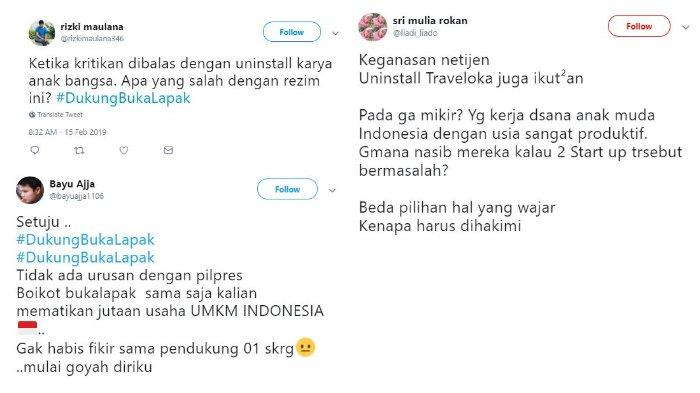 rizki maulana
@rizkimaulana346
Follow
Ketika kritikan dibalas dengan uninstall karya
anak bangsa. Apa yang salah dengan rezim
ini? #DukungBukaLapak
Translate Tweet
8:32 AM - 15 Feb 2019
Bayu Ajja
@bayuajja1106
Follow
Setuju ..
#DukungBukaLapak
#DukungBukaLapak
Tidak ada urusan dengan pilpres
Boikot bukalapak sama saja kalian
mematikan jutaan usaha UMKM INDONESIA
🇮🇩..
Gak habis fikir sama pendukung 01 skrg😐
..mulai goyah diriku
sri mulia rokan
@liadi_liado
Follow
Keganasan netijen
Uninstall Traveloka juga ikut²an
Pada ga mikir? Yg kerja dsana anak muda
Indonesia dengan usia sangat produktif.
Gmana nasib mereka kalau 2 Start up trsebut
bermasalah?
Beda pilihan hal yang wajar
Kenapa harus dihakimi